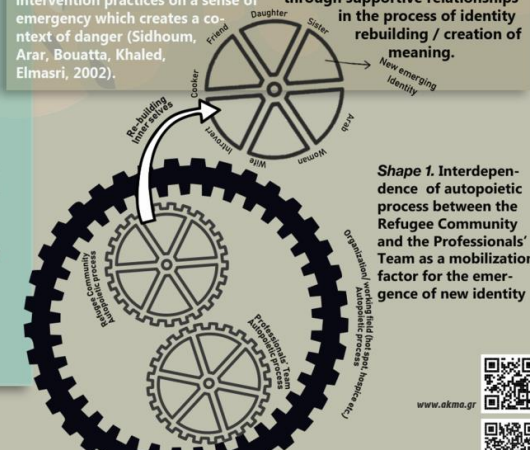 intervention practices on a sense of
emergency which creates a co-
ntext of danger (Sidhoum,
Arar, Bouatta, Khaled,
Elmasri, 2002).
through supportive relationships
in the process of identity
rebuilding / creation of
meaning.
Daughter
Sister
Friend
Cooker
Introvert
Wife
Woman
Arab
New emerging
Identity
Re-building
Inner selves
Shape 1. Interdepen-
dence of autopoietic
process between the
Refugee Community
and the Professionals'
Team as a mobilization
factor for the emer-
gence of new identity
Refugee Community
Autopoietic process
Professionals' Team
Autopoietic process
Organization/ working field (hot spot, hospice etc.)
Autopoietic process
www.akma.gr